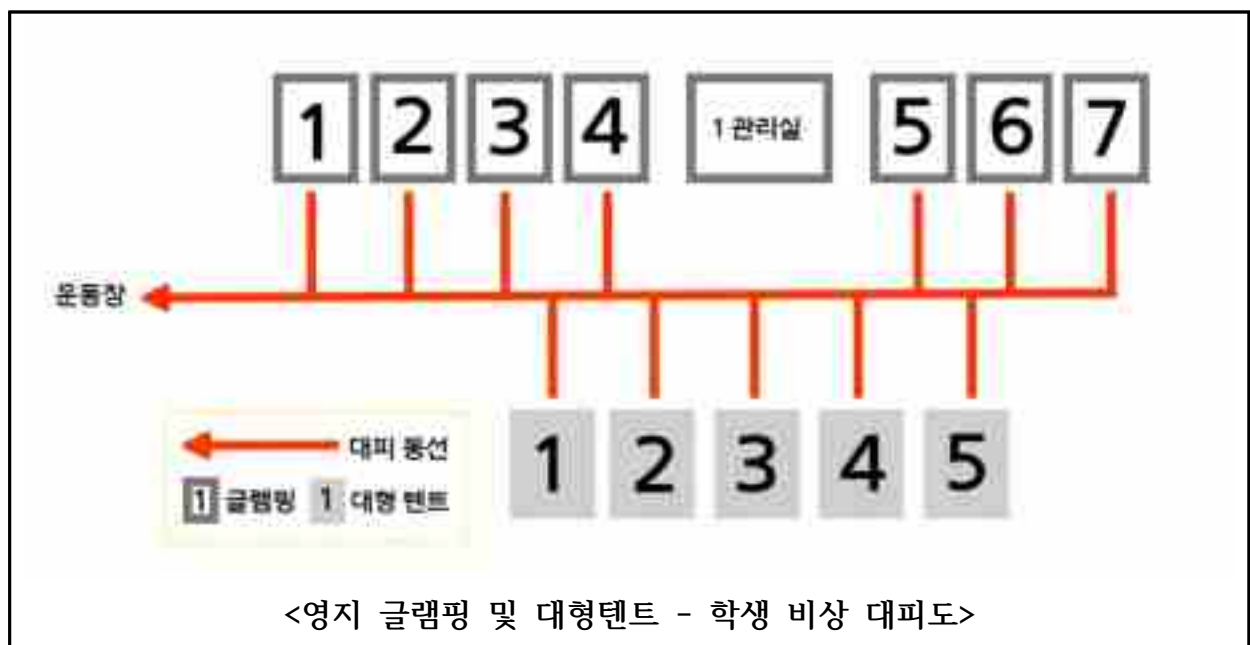 1 2 3 4 1 관리실 5 6 7
운동장
1 2 3 4 5
대피 동선
1 글램핑 1 대형 텐트
<영지 글램핑 및 대형텐트 - 학생 비상 대피도>